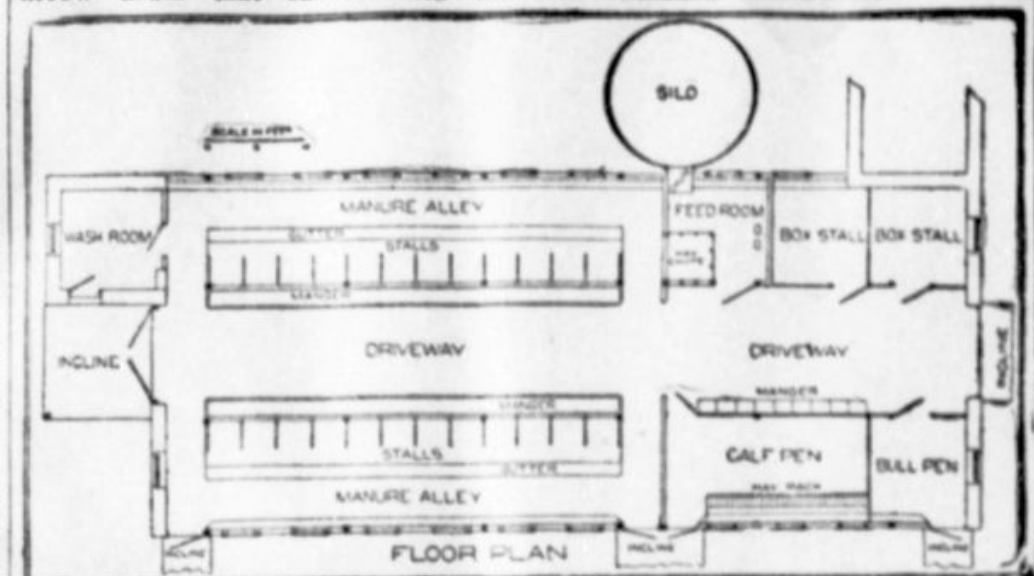 SILO
SCALE IN FEET
MANURE ALLEY
FEED ROOM
WASH ROOM
GUTTER
STALLS
BOX STALL
BOX STALL
HAY CHUTE
MANGER
INCLINE
DRIVEWAY
DRIVEWAY
INCLINE
MANGER
MANGER
STALLS
GUTTER
CALF PEN
BULL PEN
HAY RACK
MANURE ALLEY
INCLINE
FLOOR PLAN
INCLINE
INCLINE